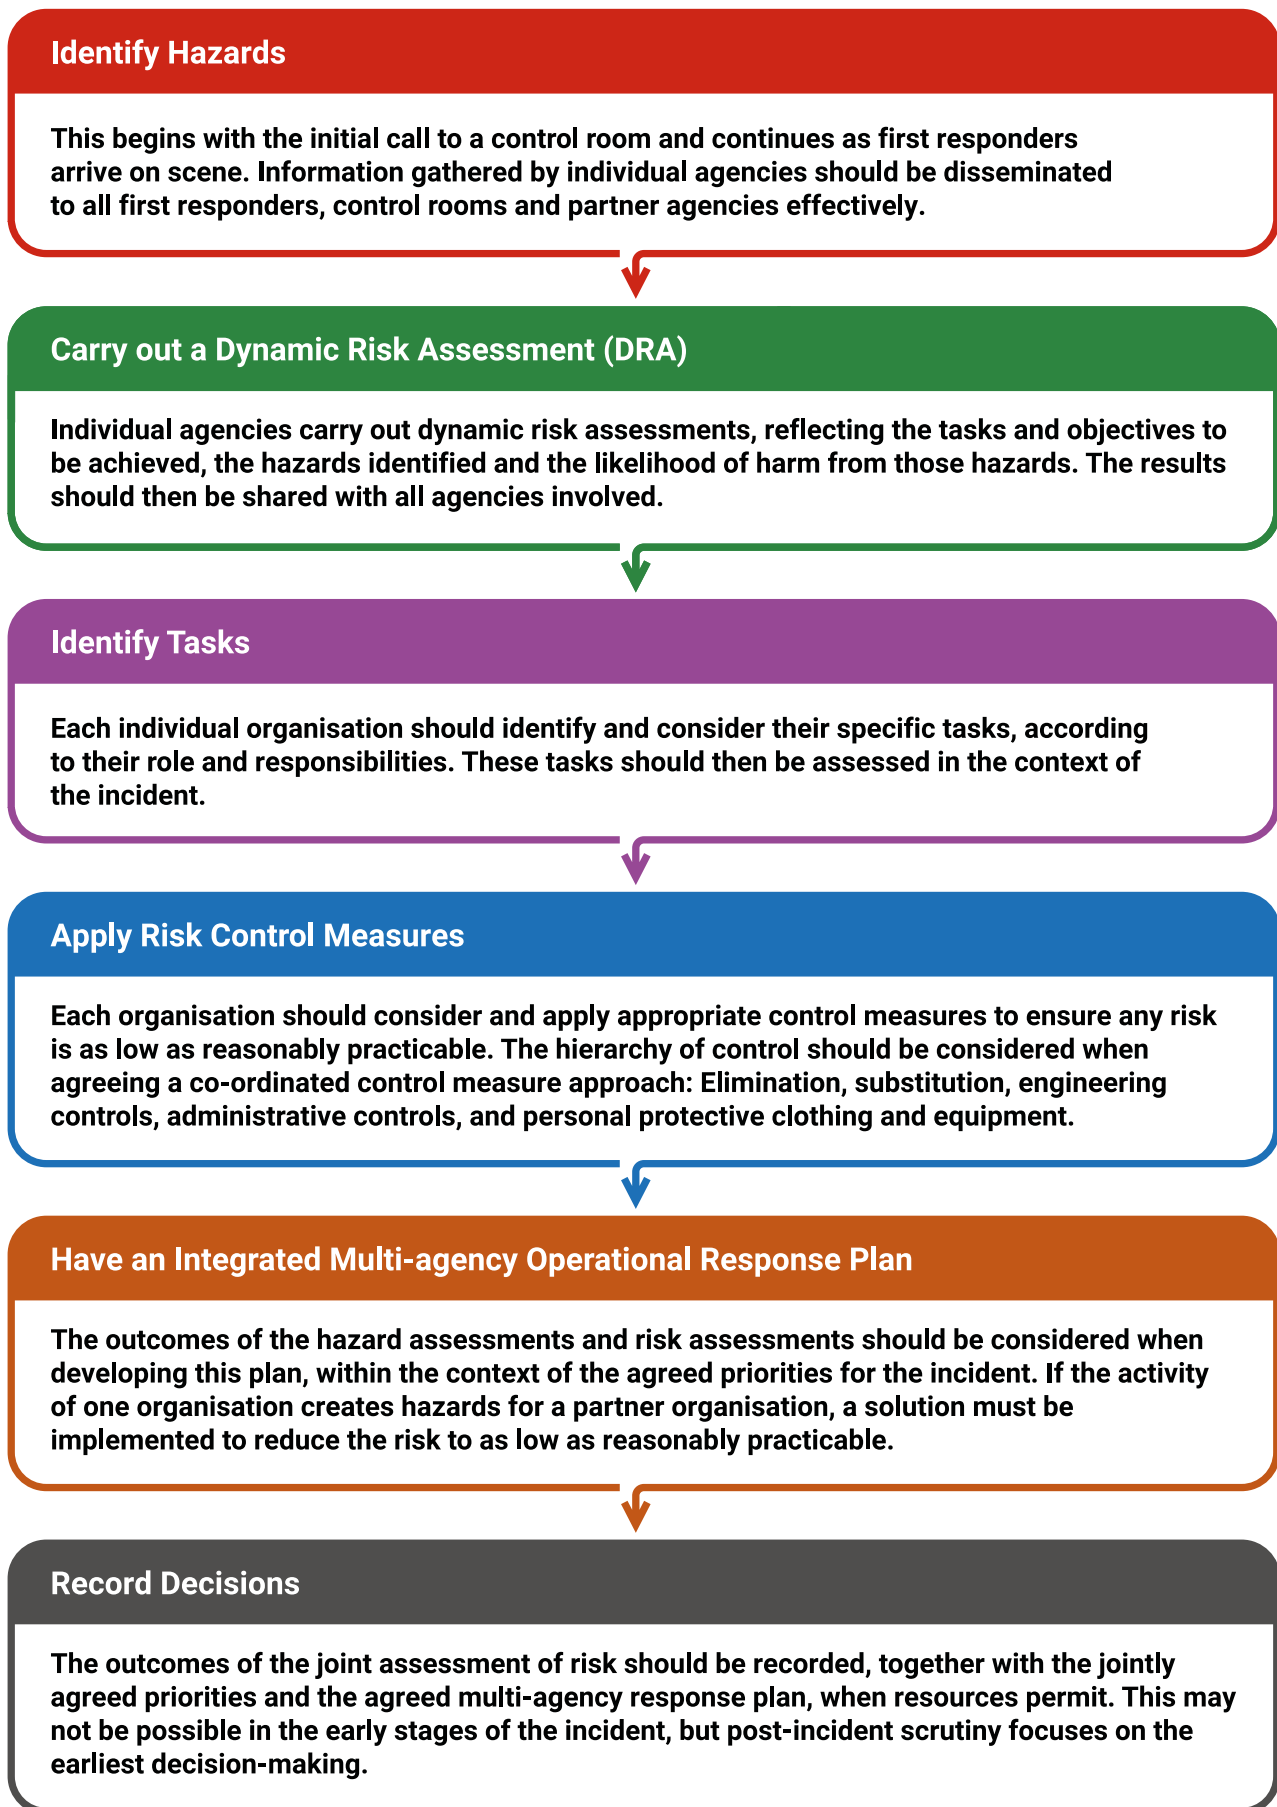 Identify Hazards
This begins with the initial call to a control room and continues as first responders
arrive on scene. Information gathered by individual agencies should be disseminated
to all first responders, control rooms and partner agencies effectively.
Carry out a Dynamic Risk Assessment (DRA)
Individual agencies carry out dynamic risk assessments, reflecting the tasks and objectives to
be achieved, the hazards identified and the likelihood of harm from those hazards. The results
should then be shared with all agencies involved.
Identify Tasks
Each individual organisation should identify and consider their specific tasks, according
to their role and responsibilities. These tasks should then be assessed in the context of
the incident.
Apply Risk Control Measures
Each organisation should consider and apply appropriate control measures to ensure any risk
is as low as reasonably practicable. The hierarchy of control should be considered when
agreeing a co-ordinated control measure approach: Elimination, substitution, engineering
controls, administrative controls, and personal protective clothing and equipment.
Have an Integrated Multi-agency Operational Response Plan
The outcomes of the hazard assessments and risk assessments should be considered when
developing this plan, within the context of the agreed priorities for the incident. If the activity
of one organisation creates hazards for a partner organisation, a solution must be
implemented to reduce the risk to as low as reasonably practicable.
Record Decisions
The outcomes of the joint assessment of risk should be recorded, together with the jointly
agreed priorities and the agreed multi-agency response plan, when resources permit. This may
not be possible in the early stages of the incident, but post-incident scrutiny focuses on the
earliest decision-making.